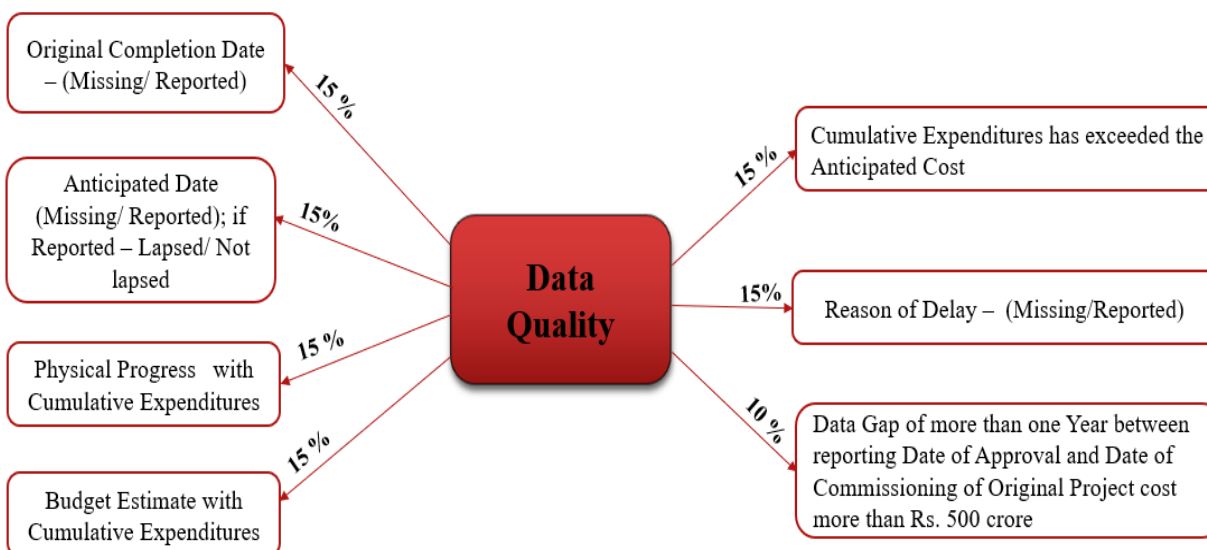 Original Completion Date
– (Missing/ Reported)
15 %
Anticipated Date
(Missing/ Reported); if
Reported – Lapsed/ Not
lapsed
15%
Physical Progress with
Cumulative Expenditures
15 %
Budget Estimate with
Cumulative Expenditures
15 %
Data
Quality
15 %
Cumulative Expenditures has exceeded the
Anticipated Cost
15%
Reason of Delay – (Missing/Reported)
10 %
Data Gap of more than one Year between
reporting Date of Approval and Date of
Commissioning of Original Project cost
more than Rs. 500 crore